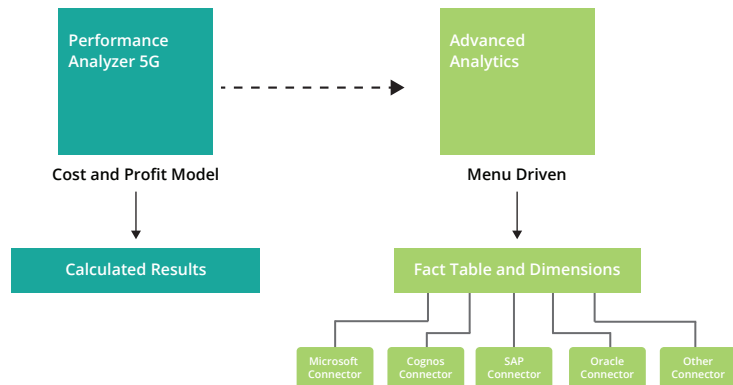 Performance
Analyzer 5G
Advanced
Analytics
Cost and Profit Model
Menu Driven
Calculated Results
Fact Table and Dimensions
Microsoft
Connector
Cognos
Connector
SAP
Connector
Oracle
Connector
Other
Connector